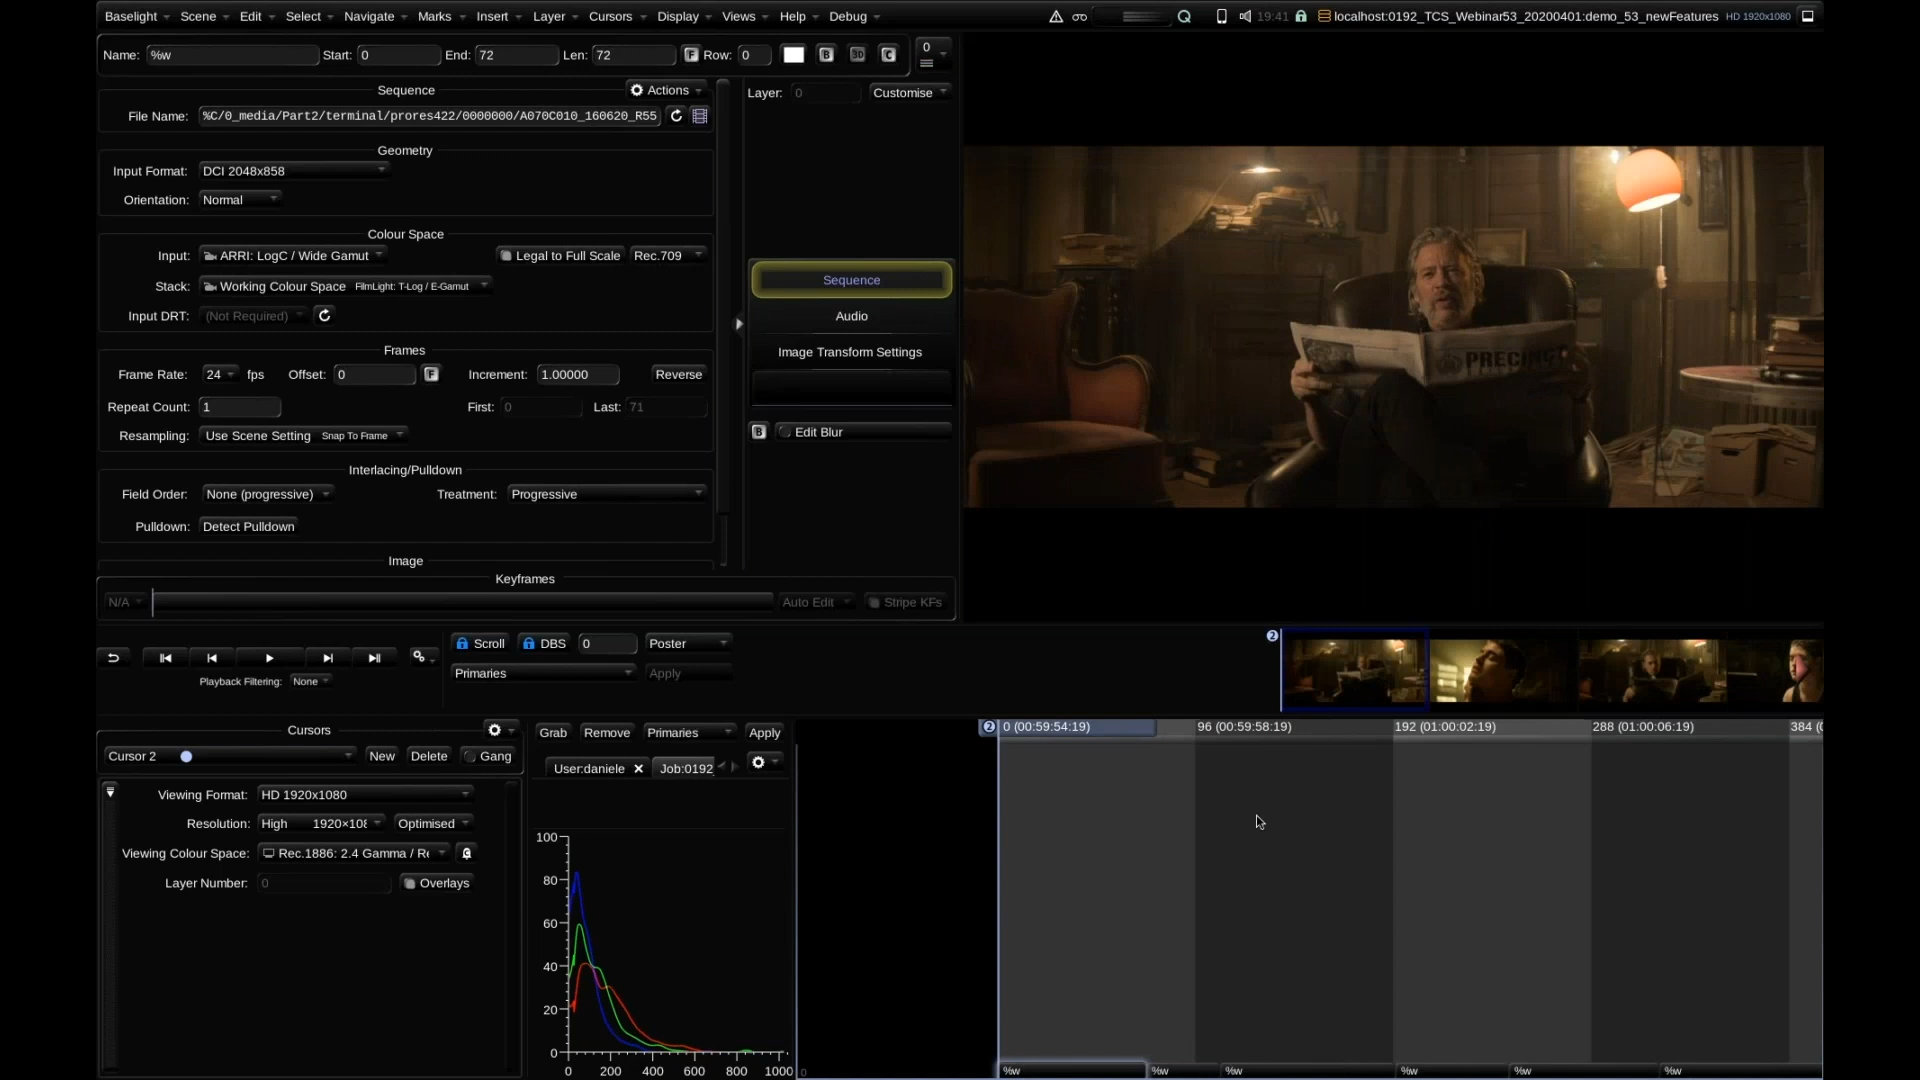 Baselight Scene Edit Select Navigate Marks Insert Layer Cursors Display Views Help Debug 19:41 localhost:0192_TCS_Webinar53_20200401:demo_53_newFeatures HD 1920x1080
Name: %w Start: 0 End: 72 Len: 72 F Row: 0 B 3D C 0
Sequence Actions
File Name: %C/0_media/Part2/terminal/prores422/0000000/A070C010_160620_R55
Layer: 0 Customise
Geometry
Input Format: DCI 2048x858
Orientation: Normal
Colour Space
Input: ARRI: LogC / Wide Gamut Legal to Full Scale Rec.709
Stack: Working Colour Space FilmLight: T-Log / E-Gamut
Input DRT: (Not Required)
Sequence
Audio
Image Transform Settings
B Edit Blur
Frames
Frame Rate: 24 fps Offset: 0 F Increment: 1.00000 Reverse
Repeat Count: 1 First: 0 Last: 71
Resampling: Use Scene Setting Snap To Frame
Interlacing/Pulldown
Field Order: None (progressive) Treatment: Progressive
Pulldown: Detect Pulldown
Image
Keyframes
N/A Auto Edit Stripe KFs
PRECINCT
Scroll DBS 0 Poster
Primaries Apply
Playback Filtering: None
2
Cursors
Cursor 2 New Delete Gang
Viewing Format: HD 1920x1080
Resolution: High 1920×108 Optimised
Viewing Colour Space: Rec.1886: 2.4 Gamma / Re
Layer Number: 0 Overlays
Grab Remove Primaries Apply
User:daniele Job:0192
100
80
60
40
20
0
0 200 400 600 800 1000
2 0 (00:59:54:19) 96 (00:59:58:19) 192 (01:00:02:19) 288 (01:00:06:19) 384 (
0 %w %w %w %w %w %w